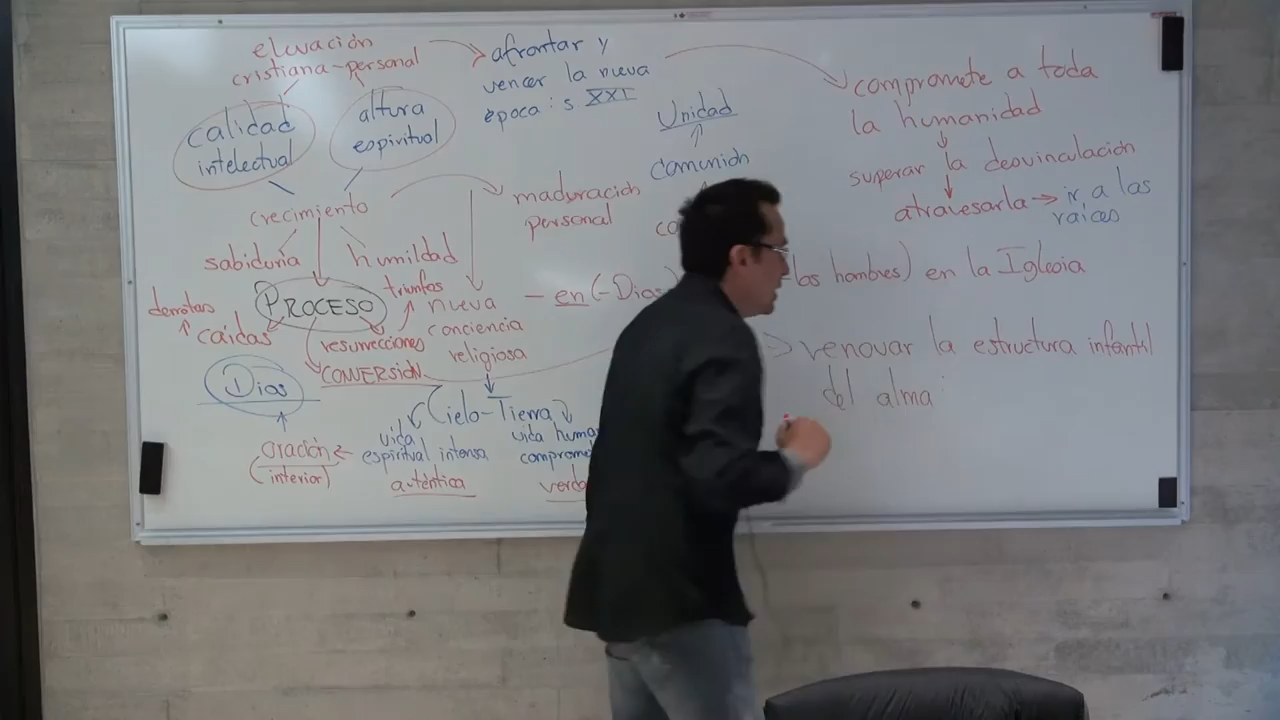 elevación
cristiana-personal
calidad
intelectual
altura
espiritual
afrontar y
vencer la nueva
época: s XXI
crecimiento
sabiduría
humildad
maduración
personal
derrotas
caídas
PROCESO
triunfos
resurrecciones
CONVERSIÓN
nueva
conciencia
religiosa
Dios
oración
(interior)
Cielo-Tierra
vida
espiritual intensa
auténtica
vida
Unidad
comunión
- en (-Dios
los hombres) en la Iglesia
compromete a toda
la humanidad
superar la desvinculación
atravesarla → ir a las
raíces
renovar la estructura infantil
del alma